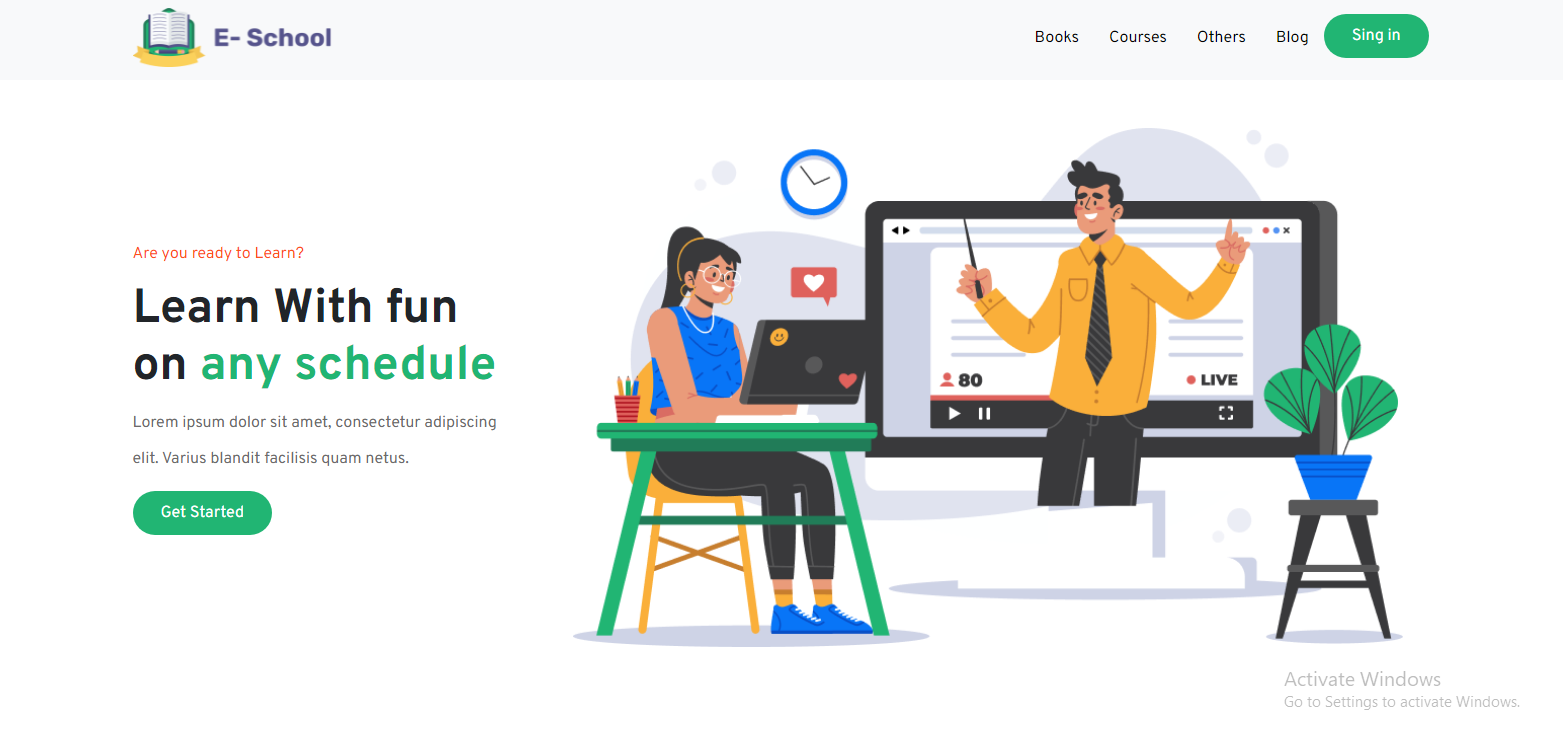 E- School
Books Courses Others Blog Sing in
Are you ready to Learn?
Learn With fun
on any schedule
Lorem ipsum dolor sit amet, consectetur adipiscing
elit. Varius blandit facilisis quam netus.
Get Started
80
LIVE
Activate Windows
Go to Settings to activate Windows.